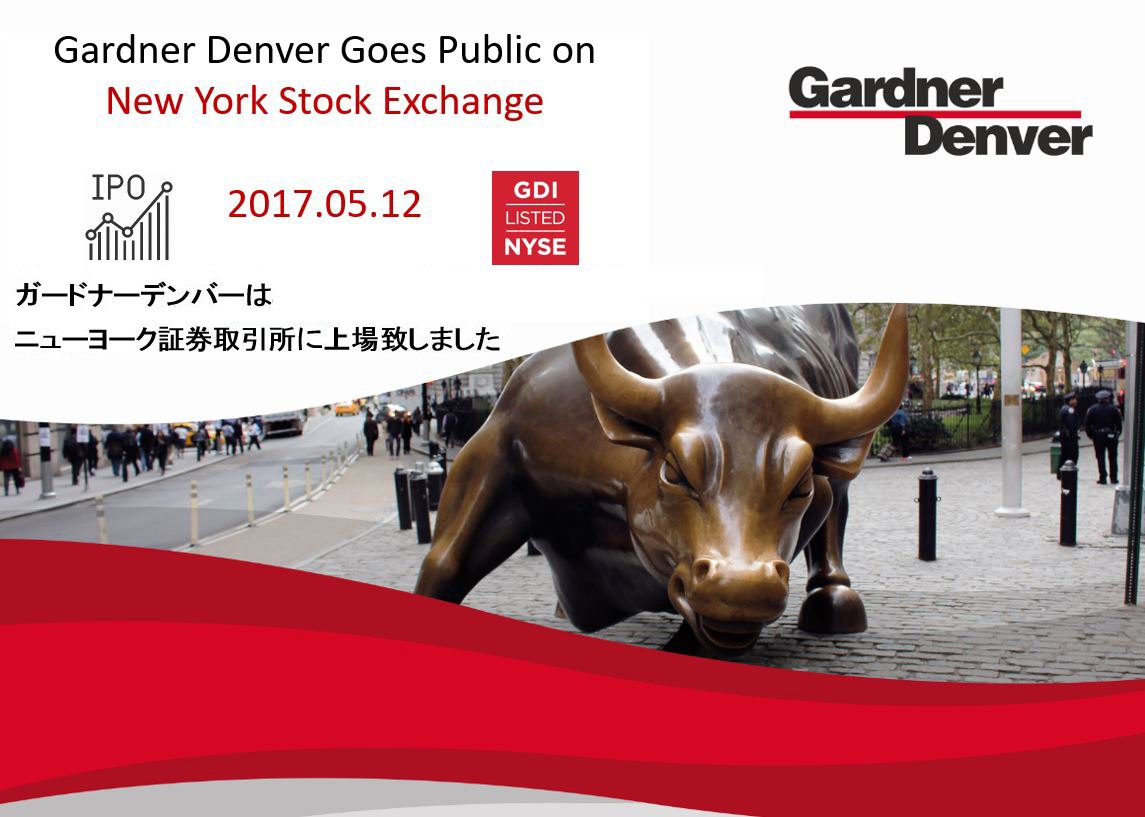 Gardner Denver Goes Public on
New York Stock Exchange
Gardner
Denver
IPO
2017.05.12
GDI
LISTED
NYSE
ガードナーデンバーは
ニューヨーク証券取引所に上場致しました